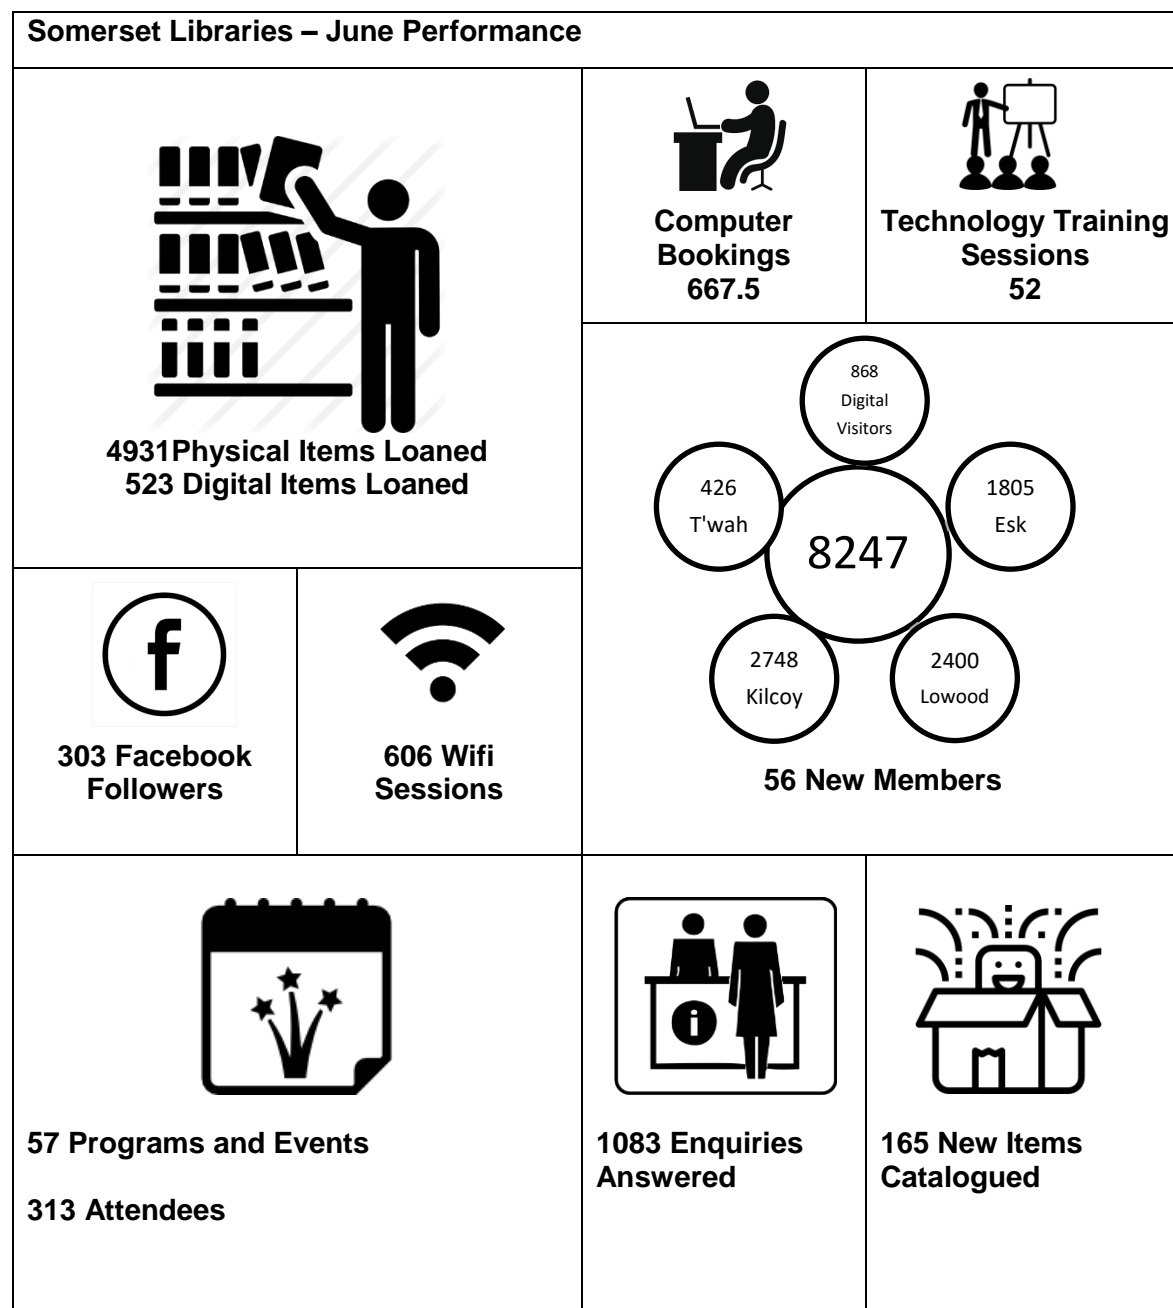 Somerset Libraries – June Performance
4931Physical Items Loaned
523 Digital Items Loaned
Computer
Bookings
667.5
Technology Training
Sessions
52
868
Digital
Visitors
426
T'wah
1805
Esk
8247
2748
Kilcoy
2400
Lowood
56 New Members
f
303 Facebook
Followers
606 Wifi
Sessions
57 Programs and Events
313 Attendees
i
1083 Enquiries
Answered
165 New Items
Catalogued